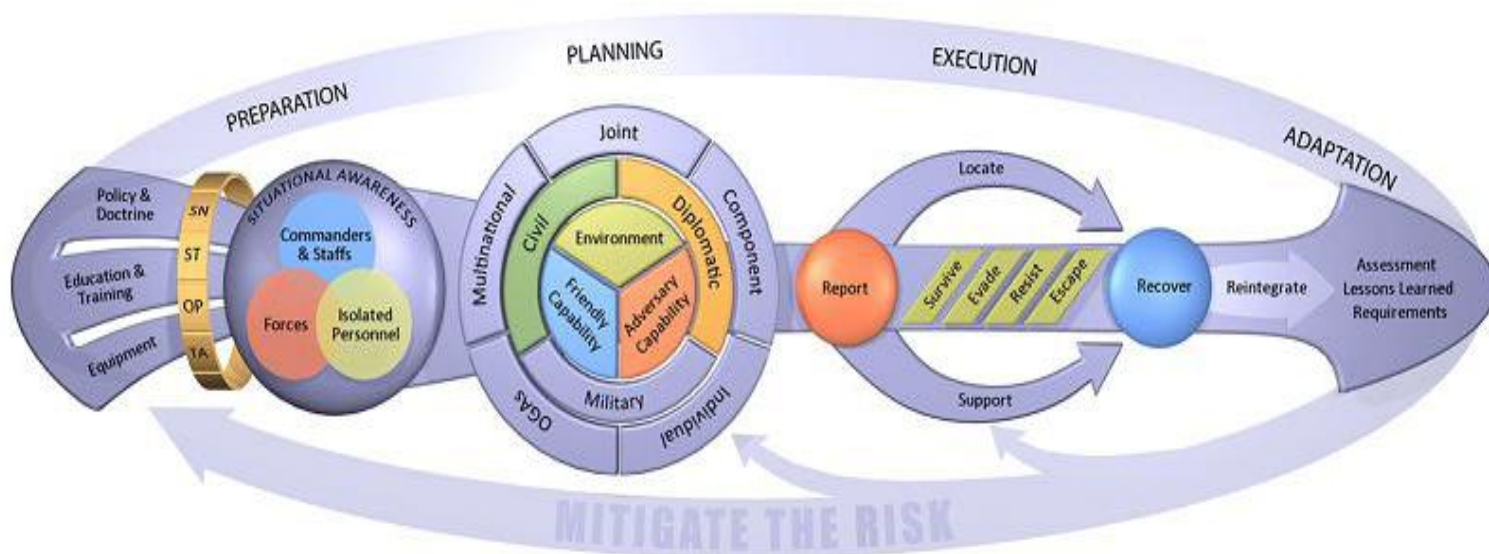 PREPARATION
PLANNING
EXECUTION
ADAPTATION
Policy &
Doctrine
Education &
Training
Equipment
SN
ST
OP
TA
SITUATIONAL AWARENESS
Commanders
& Staffs
Forces
Isolated
Personnel
Joint
Multinational
Component
OGAs
Individual
Civil
Diplomatic
Military
Environment
Friendly
Capability
Adversary
Capability
Report
Locate
Survive
Evade
Resist
Escape
Support
Recover
Reintegrate
Assessment
Lessons Learned
Requirements
MITIGATE THE RISK